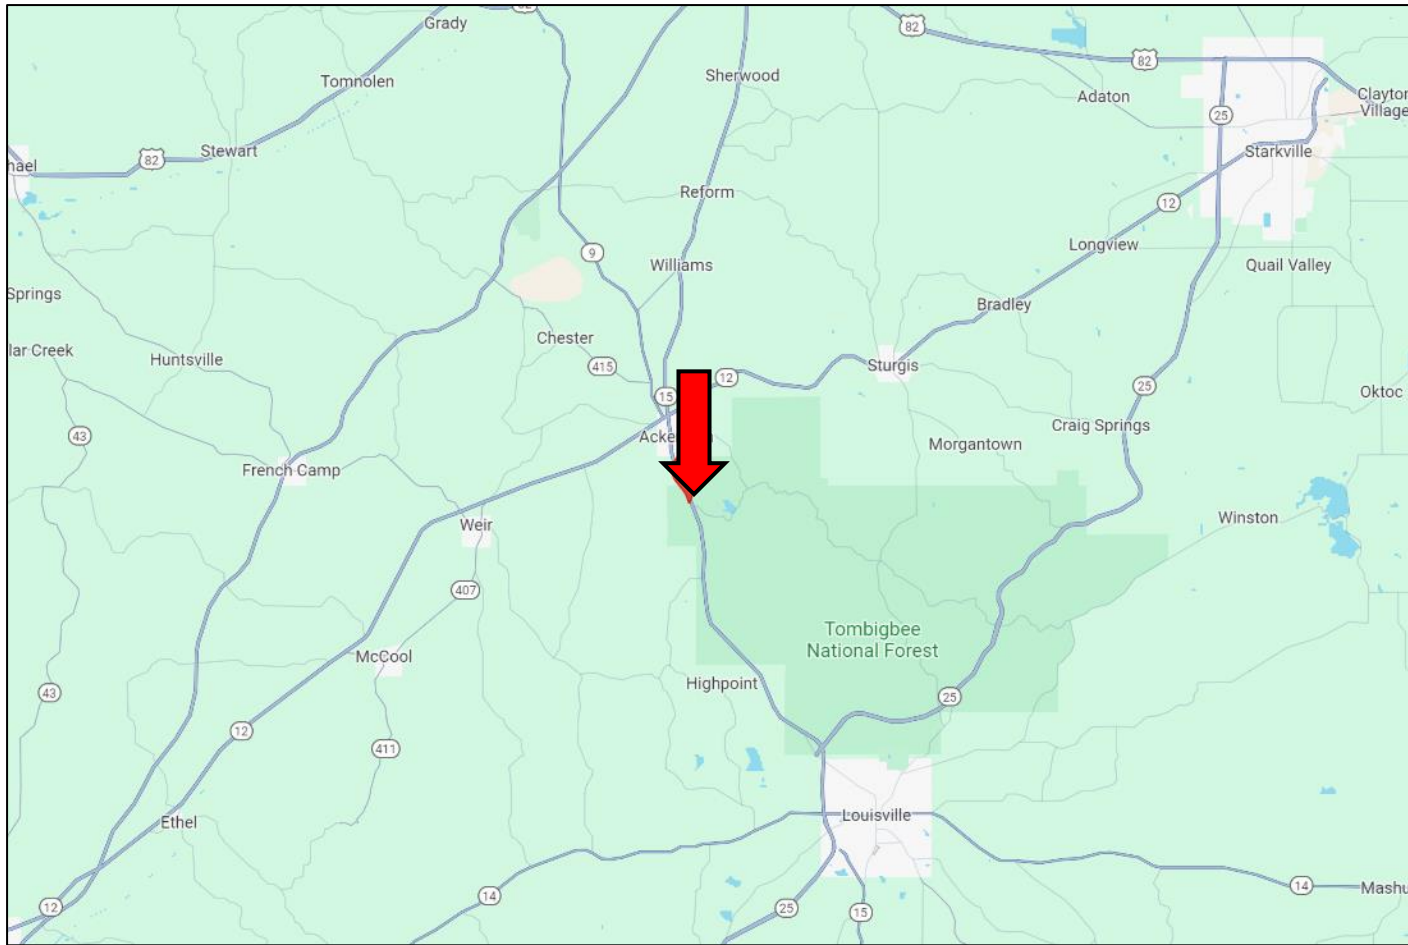 82
Grady
82
Sherwood
82
Tomnolen
Adaton
Clayton
Village
25
82
Stewart
Starkville
Reform
12
Longview
9
Williams
Quail Valley
Springs
Bradley
Chester
lar Creek
Huntsville
415
Sturgis
12
25
15
Oktoc
43
Craig Springs
Morgantown
French Camp
Winston
Weir
407
Tombigbee
National Forest
McCool
Highpoint
43
25
12
411
Louisville
Ethel
14
14
Mashu
12
25
15